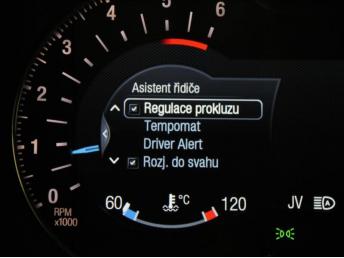 5
6
4
3
2
1
0
RPM
x1000
Asistent řidiče
Regulace prokluzu
Tempomat
Driver Alert
Rozj. do svahu
60 °C 120
JV
A